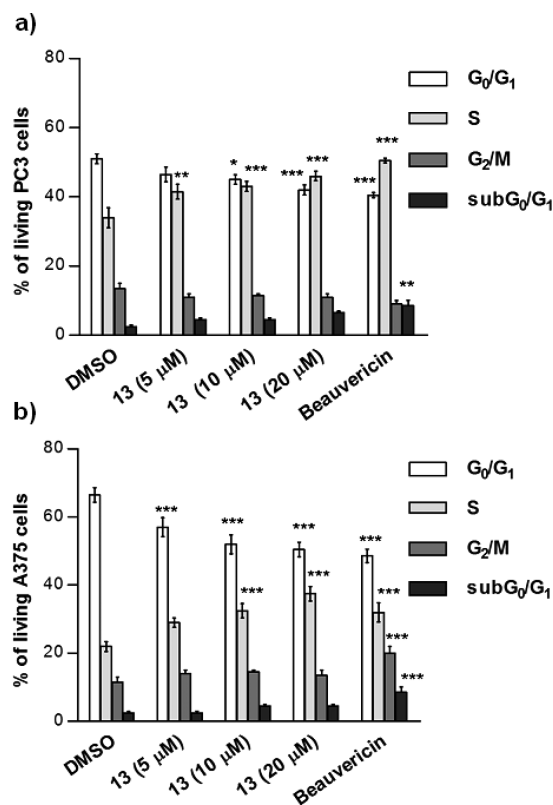 a)
% of living PC3 cells
80
60
40
20
0
** * *** *** *** *** *** **
G₀/G₁
S
G₂/M
subG₀/G₁
DMSO
13 (5 µM)
13 (10 µM)
13 (20 µM)
Beauvericin
b)
% of living A375 cells
80
60
40
20
0
*** *** *** *** *** *** *** *** ***
G₀/G₁
S
G₂/M
subG₀/G₁
DMSO
13 (5 µM)
13 (10 µM)
13 (20 µM)
Beauvericin